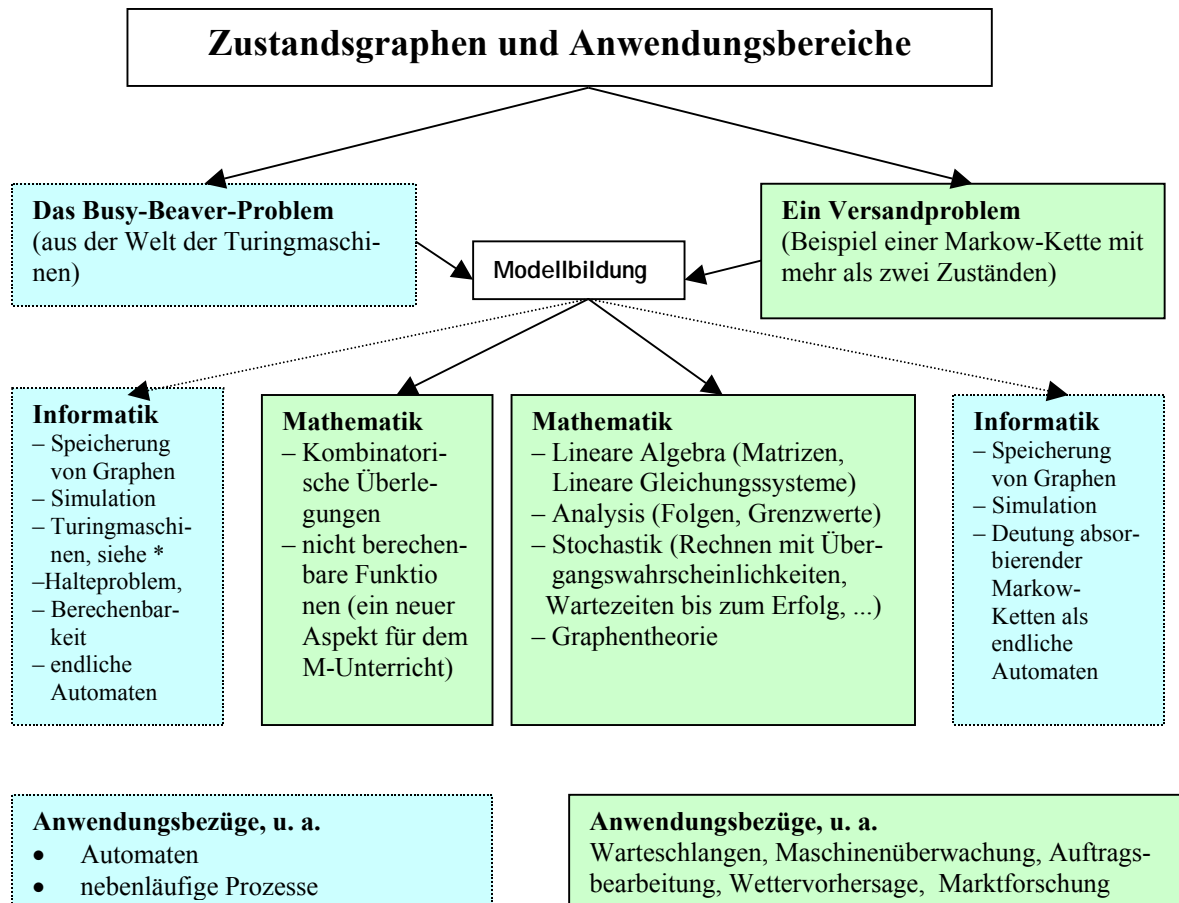 Zustandsgraphen und Anwendungsbereiche
Das Busy-Beaver-Problem
(aus der Welt der Turingmaschi-
nen)
Ein Versandproblem
(Beispiel einer Markow-Kette mit
mehr als zwei Zuständen)
Modellbildung
Informatik
– Speicherung
von Graphen
– Simulation
– Turingmaschi-
nen, siehe *
–Halteproblem,
– Berechenbar-
keit
– endliche
Automaten
Mathematik
– Kombinatori-
sche Überle-
gungen
– nicht berechen-
bare Funktio
nen (ein neuer
Aspekt für dem
M-Unterricht)
Mathematik
– Lineare Algebra (Matrizen,
Lineare Gleichungssysteme)
– Analysis (Folgen, Grenzwerte)
– Stochastik (Rechnen mit Über-
gangswahrscheinlichkeiten,
Wartezeiten bis zum Erfolg, ...)
– Graphentheorie
Informatik
– Speicherung
von Graphen
– Simulation
– Deutung absor-
bierender
Markow-
Ketten als
endliche
Automaten
Anwendungsbezüge, u. a.
• Automaten
• nebenläufige Prozesse
Anwendungsbezüge, u. a.
Warteschlangen, Maschinenüberwachung, Auftrags-
bearbeitung, Wettervorhersage, Marktforschung